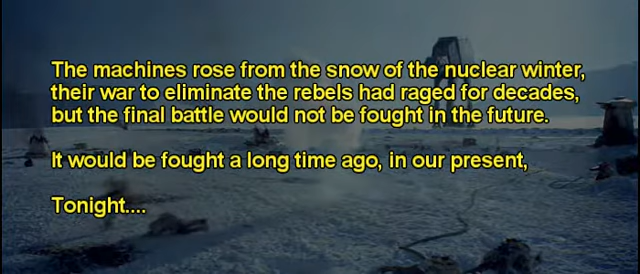 The machines rose from the snow of the nuclear winter,
their war to eliminate the rebels had raged for decades,
but the final battle would not be fought in the future.
It would be fought a long time ago, in our present,
Tonight....